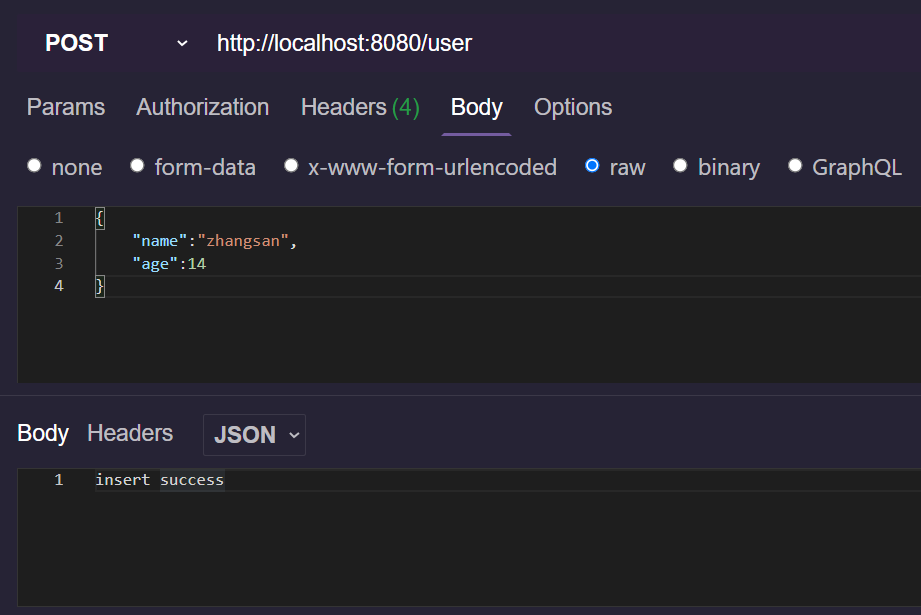 POST http://localhost:8080/user
Params Authorization Headers (4) Body Options
none form-data x-www-form-urlencoded raw binary GraphQL
1 {
2 "name":"zhangsan",
3 "age":14
4 }
Body Headers JSON
1 insert success